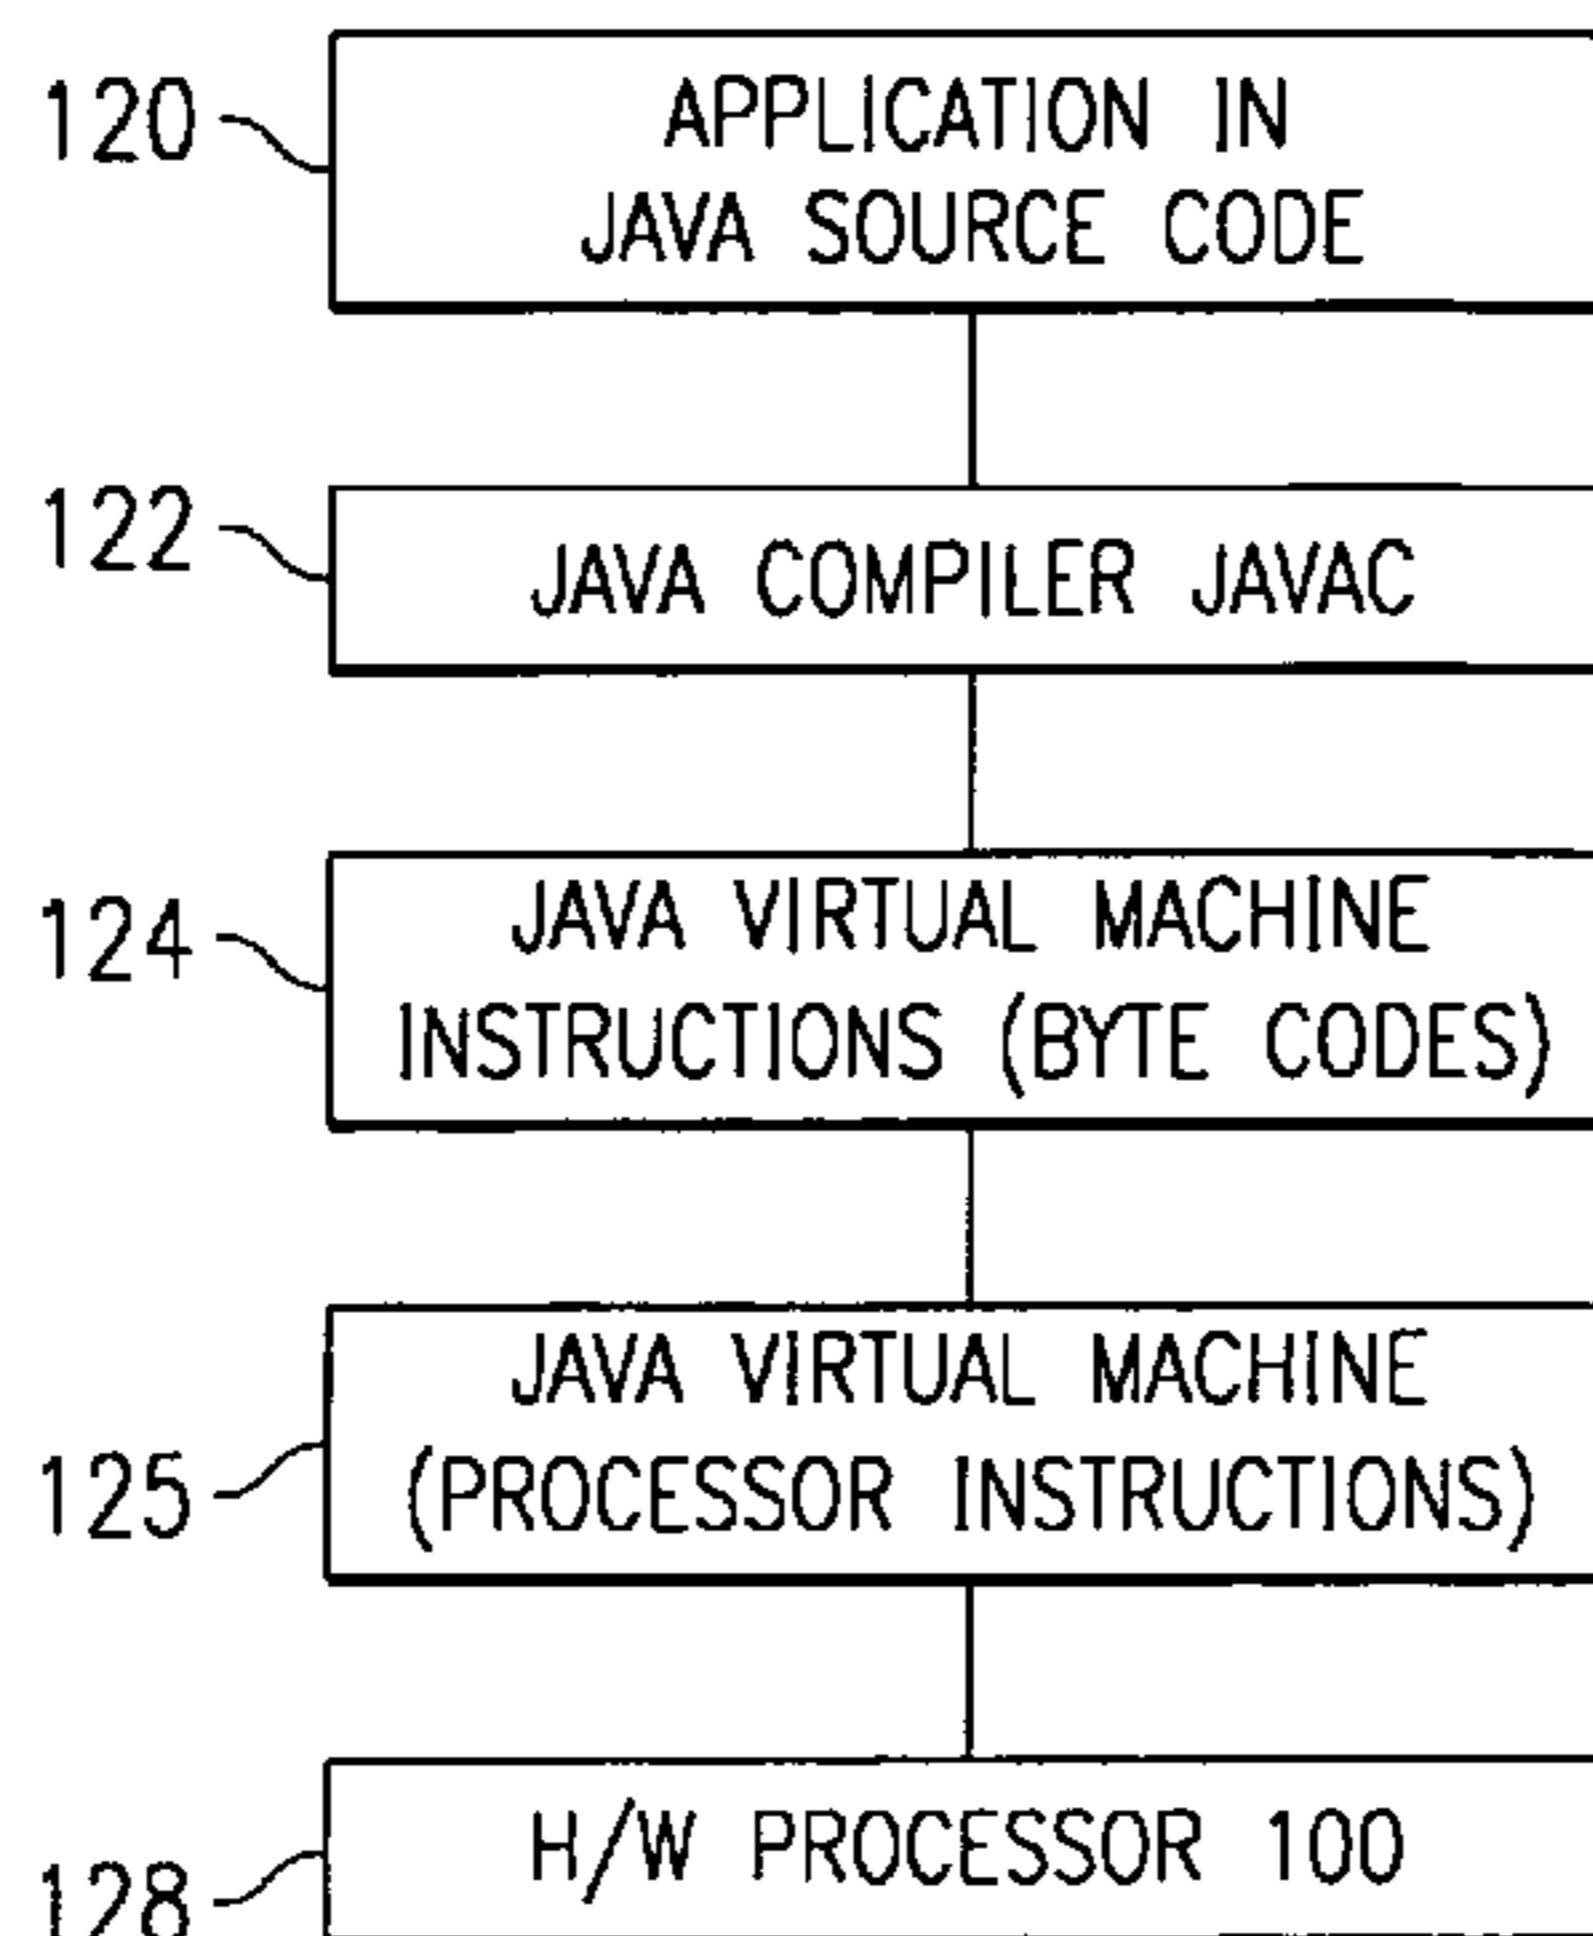 120
APPLICATION IN
JAVA SOURCE CODE
122
JAVA COMPILER JAVAC
124
JAVA VIRTUAL MACHINE
INSTRUCTIONS (BYTE CODES)
125
JAVA VIRTUAL MACHINE
(PROCESSOR INSTRUCTIONS)
128
H/W PROCESSOR 100